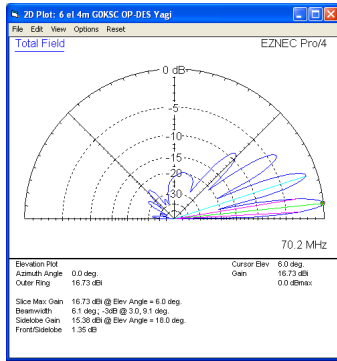 2D Plot: 6 el 4m G0KSC OP-DES Yagi
File Edit View Options Reset
Total Field
EZNEC Pro/4
0 dB
-5
-10
-15
-20
-30
70.2 MHz
Elevation Plot
Azimuth Angle 0.0 deg.
Outer Ring 16.73 dBi
Cursor Elev 6.0 deg.
Gain 16.73 dBi
0.0 dBmax
Slice Max Gain 16.73 dBi @ Elev Angle = 6.0 deg.
Beamwidth 6.1 deg.; -3dB @ 3.0, 9.1 deg.
Sidelobe Gain 15.38 dBi @ Elev Angle = 18.0 deg.
Front/Sidelobe 1.35 dB